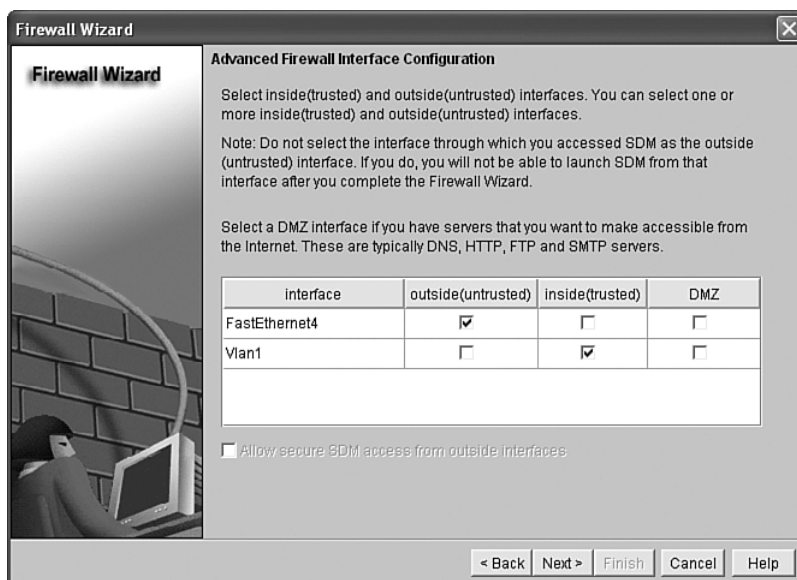 Firewall Wizard
Firewall Wizard
Advanced Firewall Interface Configuration
Select inside(trusted) and outside(untrusted) interfaces. You can select one or
more inside(trusted) and outside(untrusted) interfaces.
Note: Do not select the interface through which you accessed SDM as the outside
(untrusted) interface. If you do, you will not be able to launch SDM from that
interface after you complete the Firewall Wizard.
Select a DMZ interface if you have servers that you want to make accessible from
the Internet. These are typically DNS, HTTP, FTP and SMTP servers.
interface outside(untrusted) inside(trusted) DMZ
FastEthernet4
Vlan1
Allow secure SDM access from outside interfaces
< Back Next > Finish Cancel Help